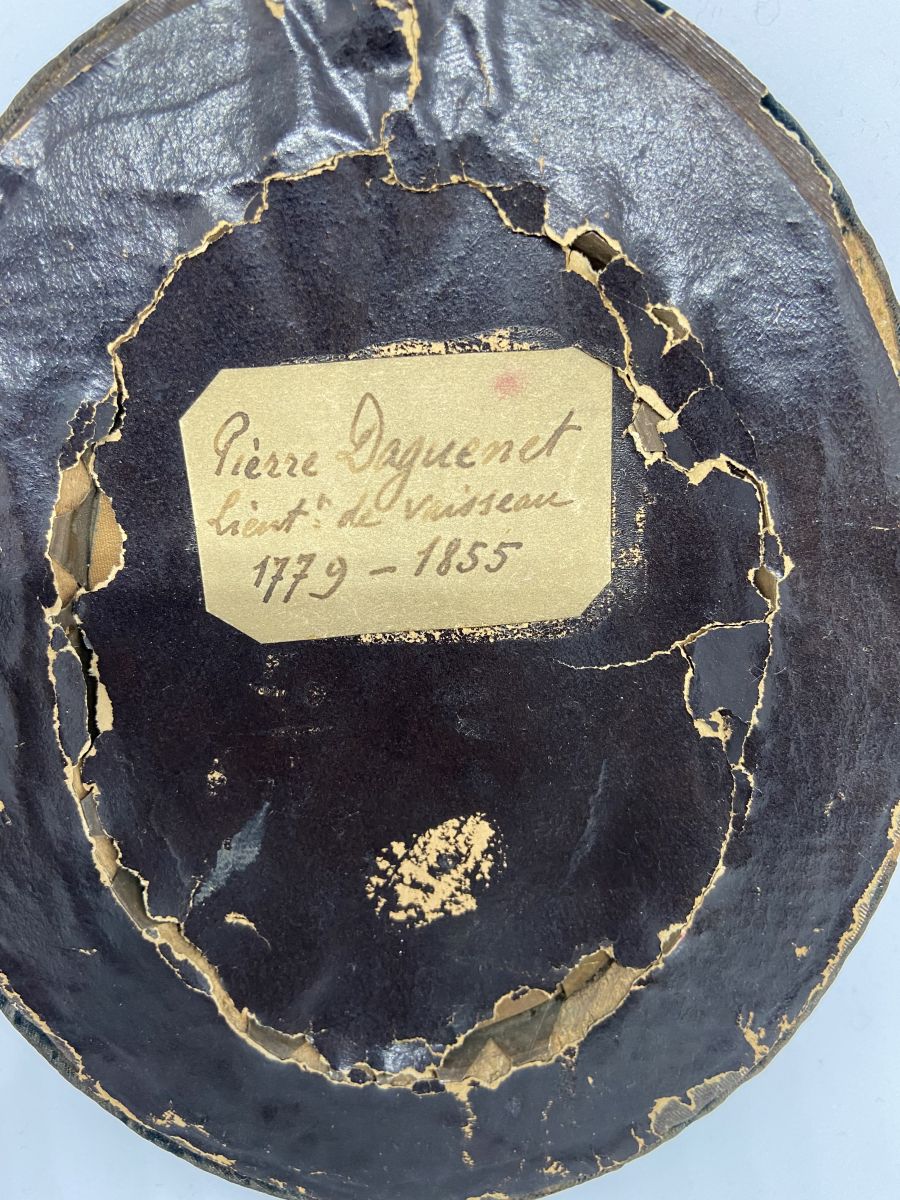 Pierre Daguenet
lieut.t de vaisseau
1779 - 1855